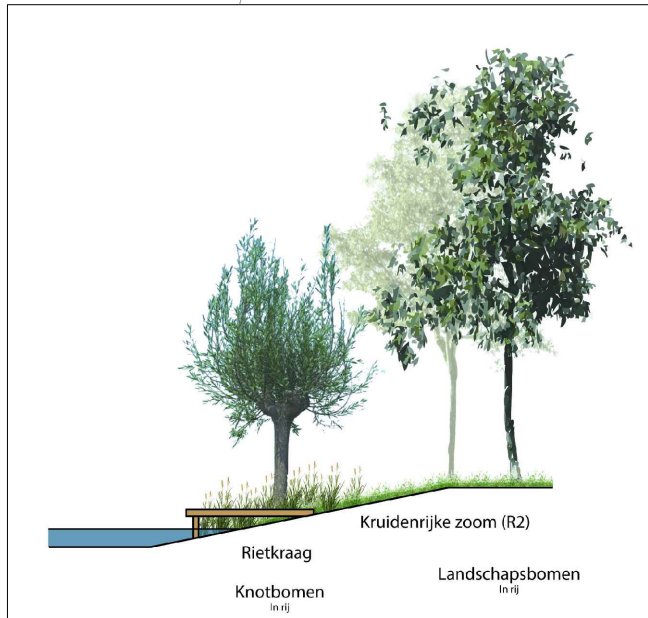 Kruidenrijke zoom (R2)
Rietkraag
Landschapsbomen
In rij
Knotbomen
In rij